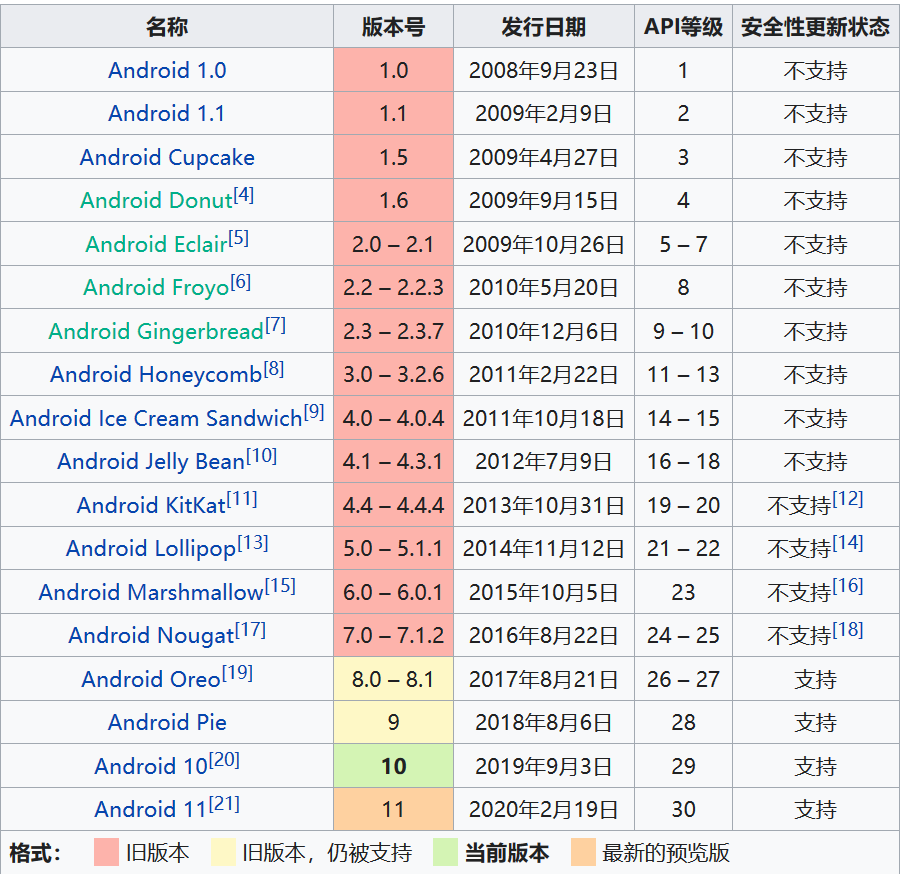 名称 版本号 发行日期 API等级 安全性更新状态
Android 1.0 1.0 2008年9月23日 1 不支持
Android 1.1 1.1 2009年2月9日 2 不支持
Android Cupcake 1.5 2009年4月27日 3 不支持
Android Donut[4] 1.6 2009年9月15日 4 不支持
Android Eclair[5] 2.0 – 2.1 2009年10月26日 5 – 7 不支持
Android Froyo[6] 2.2 – 2.2.3 2010年5月20日 8 不支持
Android Gingerbread[7] 2.3 – 2.3.7 2010年12月6日 9 – 10 不支持
Android Honeycomb[8] 3.0 – 3.2.6 2011年2月22日 11 – 13 不支持
Android Ice Cream Sandwich[9] 4.0 – 4.0.4 2011年10月18日 14 – 15 不支持
Android Jelly Bean[10] 4.1 – 4.3.1 2012年7月9日 16 – 18 不支持
Android KitKat[11] 4.4 – 4.4.4 2013年10月31日 19 – 20 不支持[12]
Android Lollipop[13] 5.0 – 5.1.1 2014年11月12日 21 – 22 不支持[14]
Android Marshmallow[15] 6.0 – 6.0.1 2015年10月5日 23 不支持[16]
Android Nougat[17] 7.0 – 7.1.2 2016年8月22日 24 – 25 不支持[18]
Android Oreo[19] 8.0 – 8.1 2017年8月21日 26 – 27 支持
Android Pie 9 2018年8月6日 28 支持
Android 10[20] 10 2019年9月3日 29 支持
Android 11[21] 11 2020年2月19日 30 支持
格式： 旧版本 旧版本，仍被支持 当前版本 最新的预览版